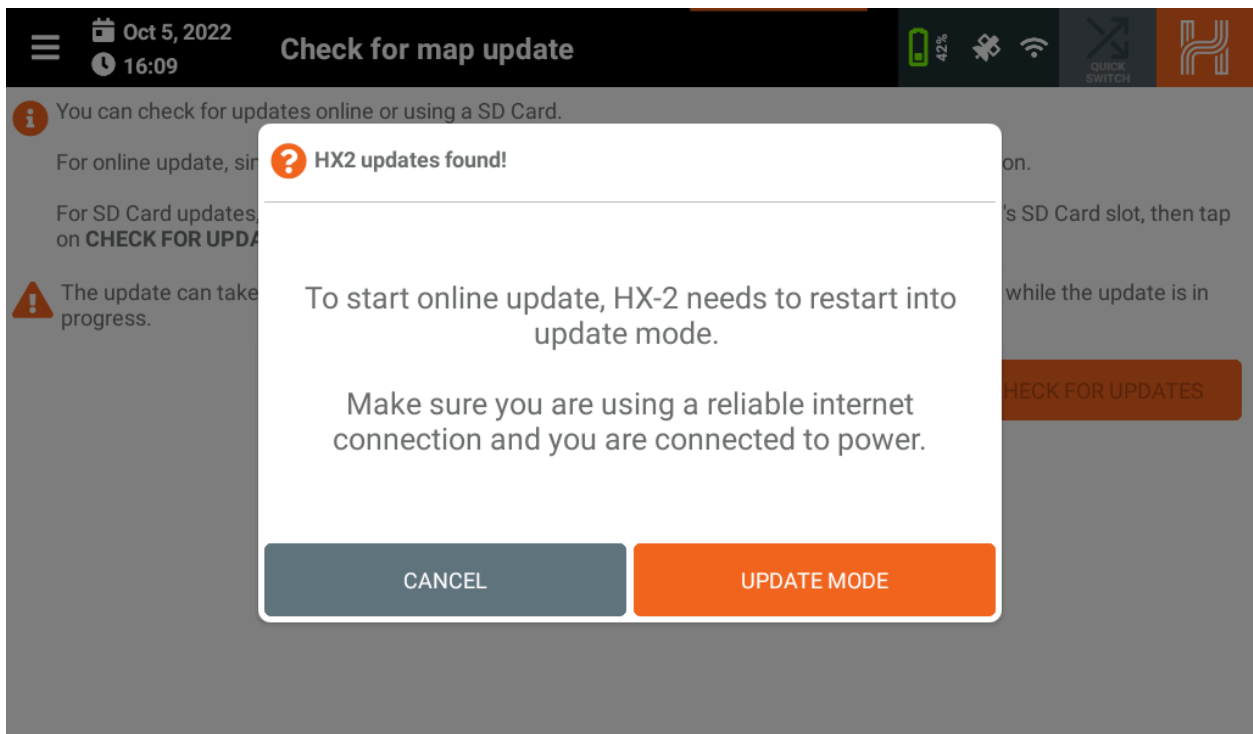 Oct 5, 2022
16:09
Check for map update
42%
QUICK
SWITCH
You can check for updates online or using a SD Card.
HX2 updates found!
For online update, on.
For SD Card updates, 's SD Card slot, then tap
on CHECK FOR
The update can take while the update is in
progress.
To start online update, HX-2 needs to restart into
update mode.
Make sure you are using a reliable internet
connection and you are connected to power.
FOR UPDATES
CANCEL
UPDATE MODE